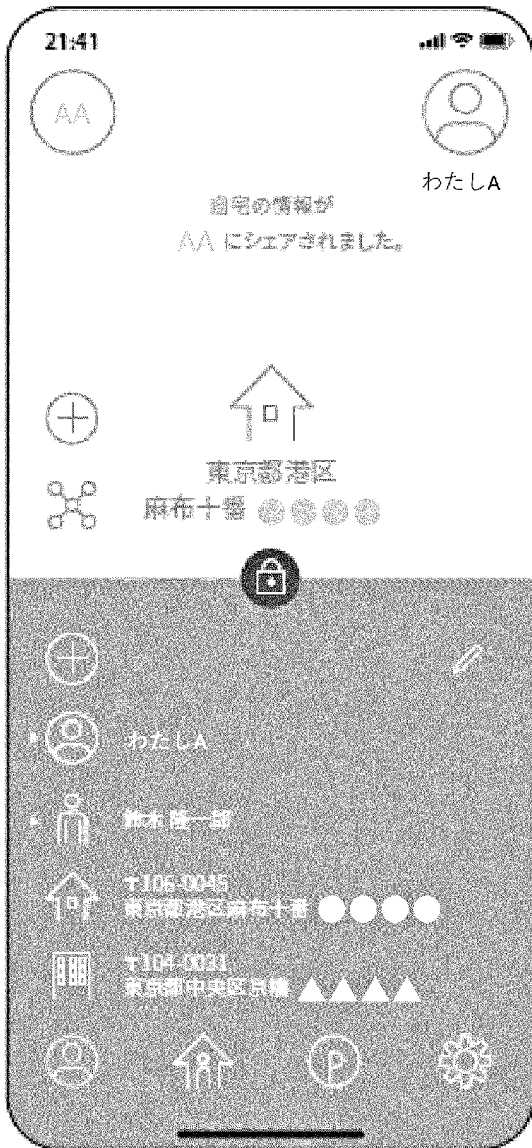 21:41
AA
わたしA
自宅の情報が
AA にシェアされました。
東京都港区
麻布十番 ●●●●
わたしA
鈴木 隆一郎
〒106-0045
東京都港区麻布十番 ●●●●
〒104-0031
東京都中央区京橋 ▲▲▲▲
P